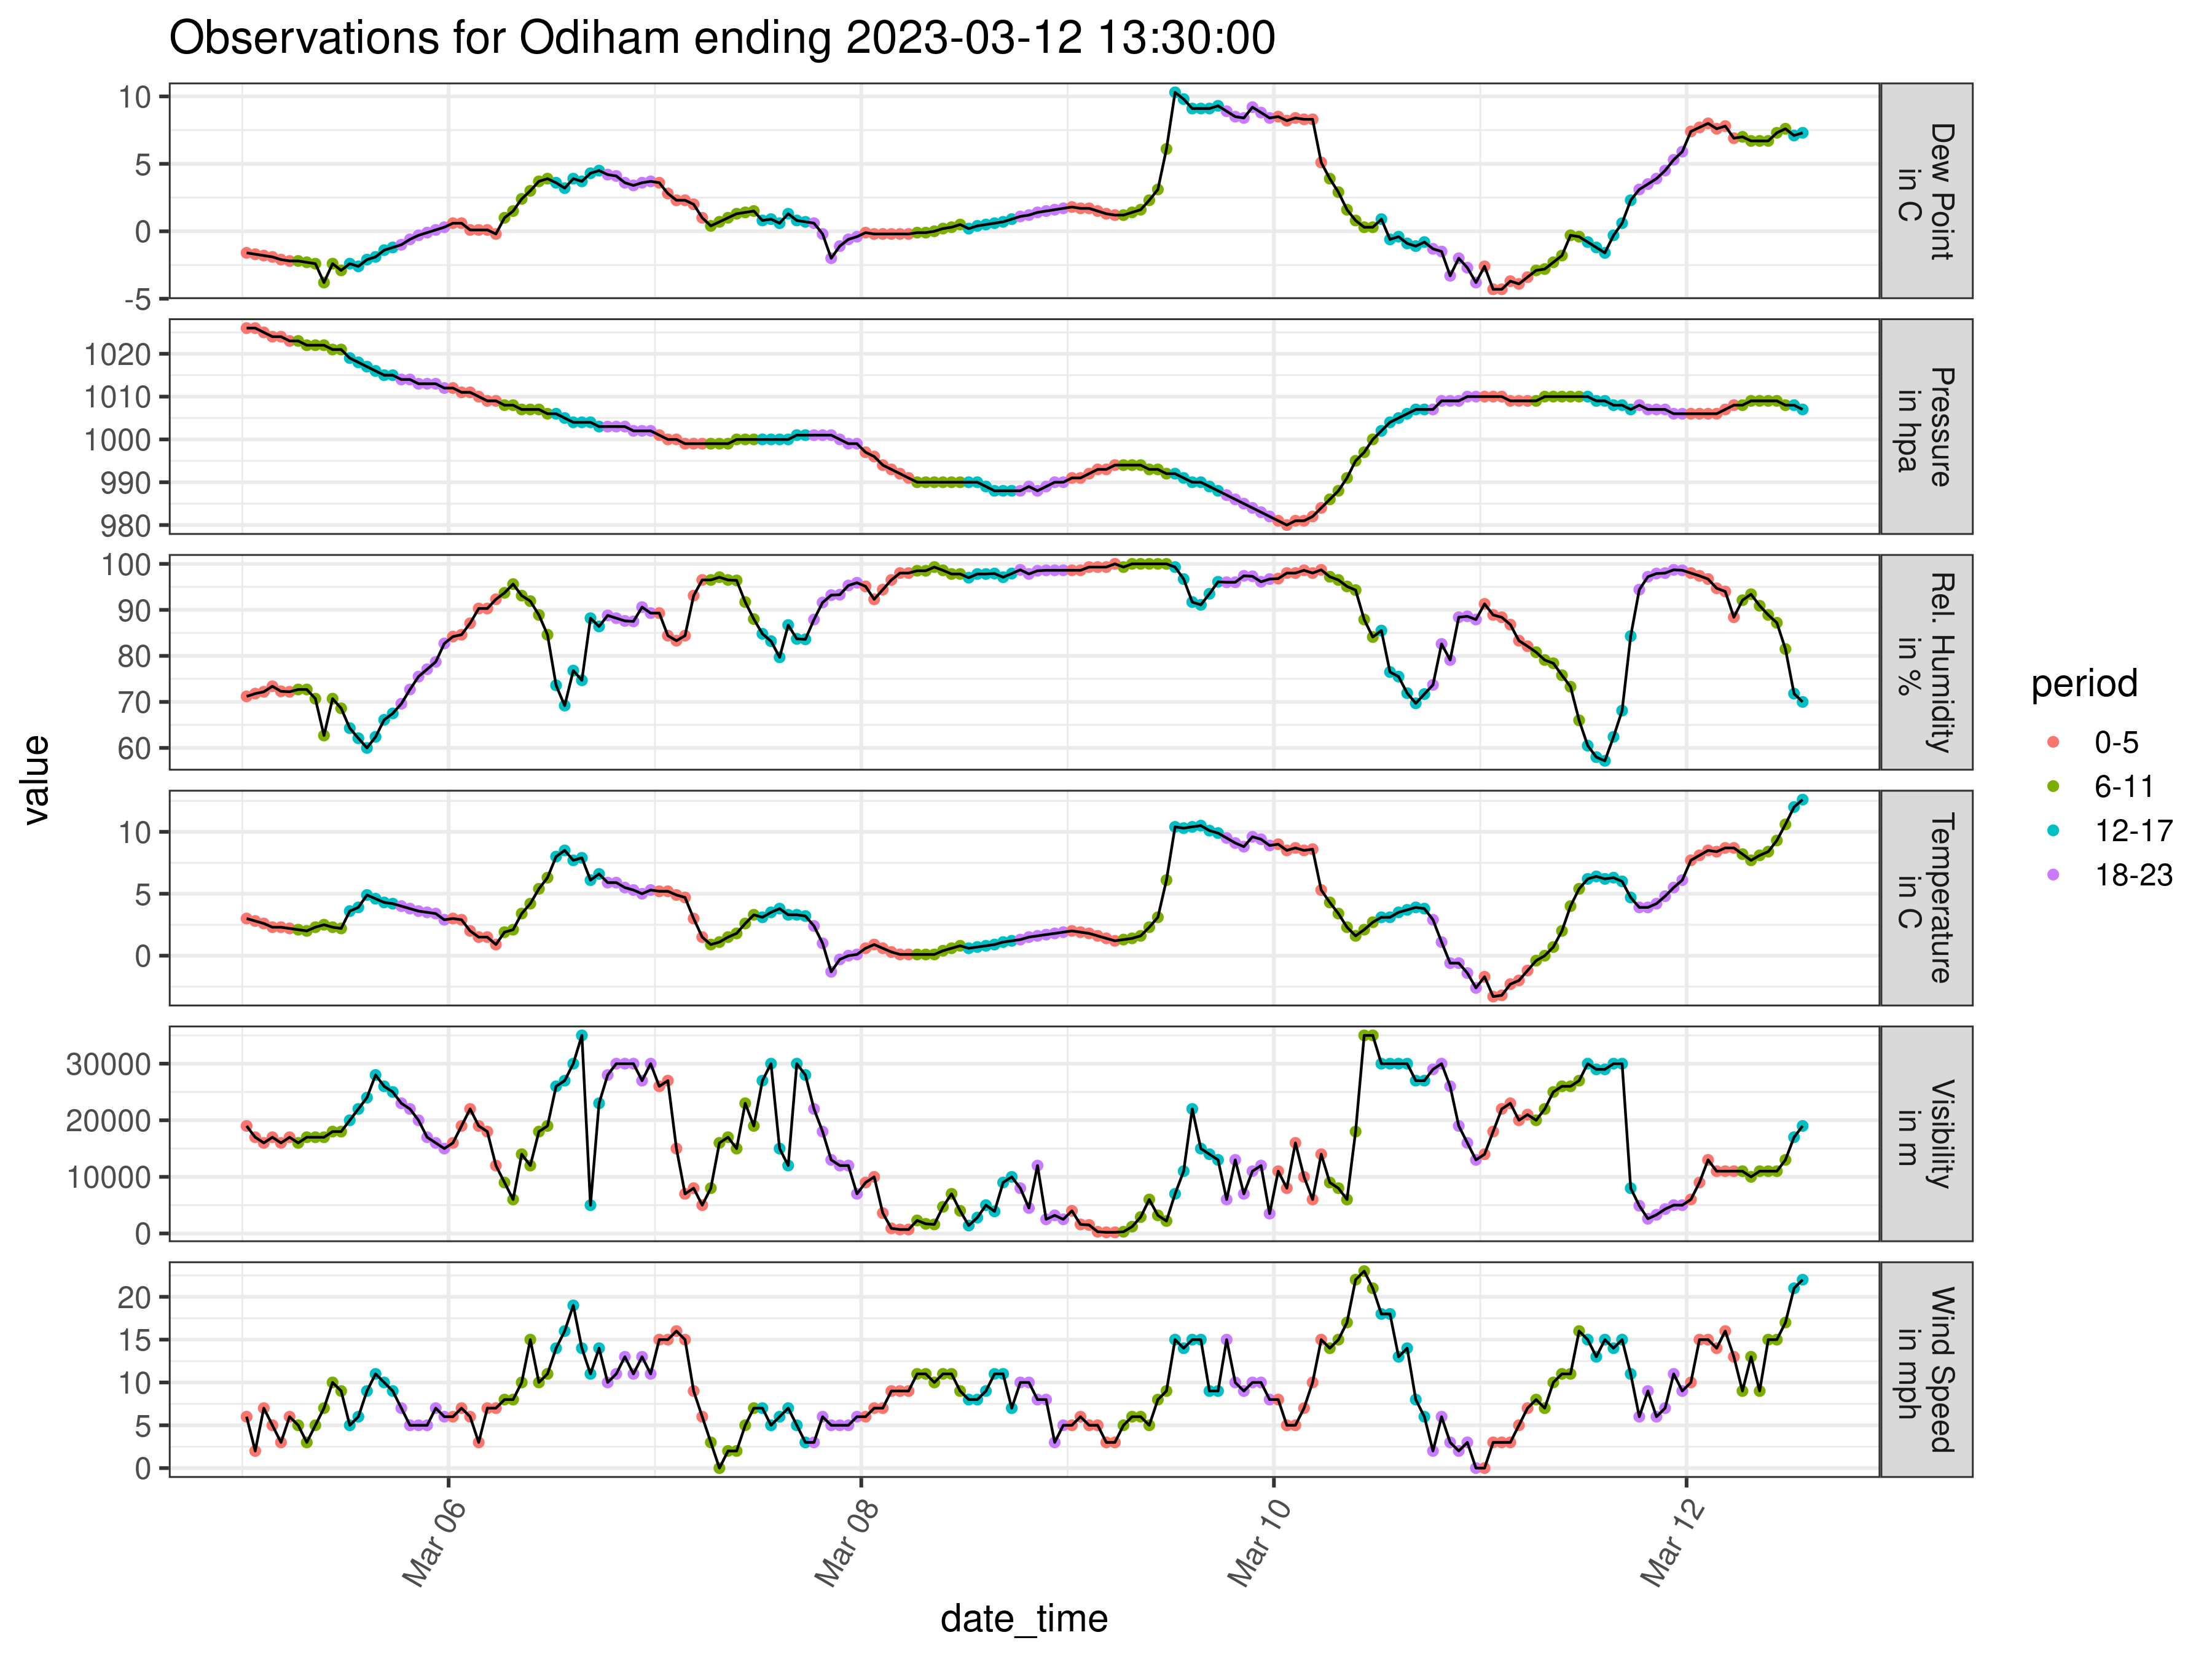 Observations for Odiham ending 2023-03-12 13:30:00
value
10
5
0
-5
Dew Point
in C
1020
1010
1000
990
980
Pressure
in hpa
100
90
80
70
60
Rel. Humidity
in %
10
5
0
Temperature
in C
30000
20000
10000
0
Visibility
in m
20
15
10
5
0
Wind Speed
in mph
Mar 06
Mar 08
Mar 10
Mar 12
date_time
period
0-5
6-11
12-17
18-23